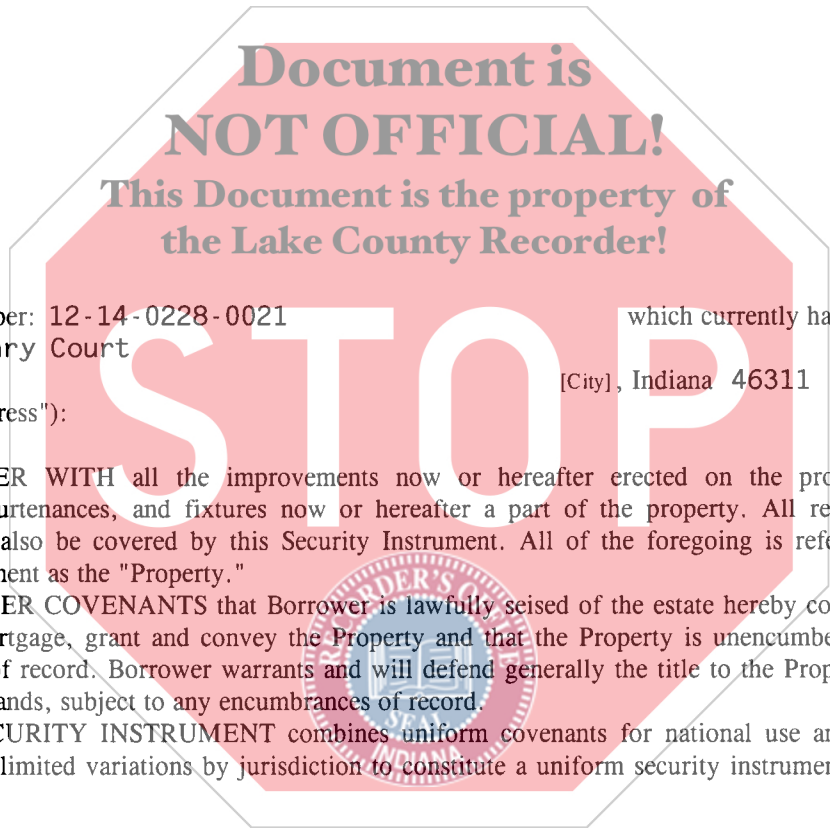 Document is
NOT OFFICIAL!
This Document is the property of
the Lake County Recorder!
ber: 12-14-0228-0021 which currently ha
ary Court
[City], Indiana 46311
ress"):
STOP
ER WITH all the improvements now or hereafter erected on the pro
urtenances, and fixtures now or hereafter a part of the property. All re
also be covered by this Security Instrument. All of the foregoing is refe
ment as the "Property."
ER COVENANTS that Borrower is lawfully seised of the estate hereby co
rtgage, grant and convey the Property and that the Property is unencumbe
of record. Borrower warrants and will defend generally the title to the Prop
ands, subject to any encumbrances of record.
CURITY INSTRUMENT combines uniform covenants for national use an
limited variations by jurisdiction to constitute a uniform security instrumen
RECORDER'S OFFICE
SEAL
INDIANA